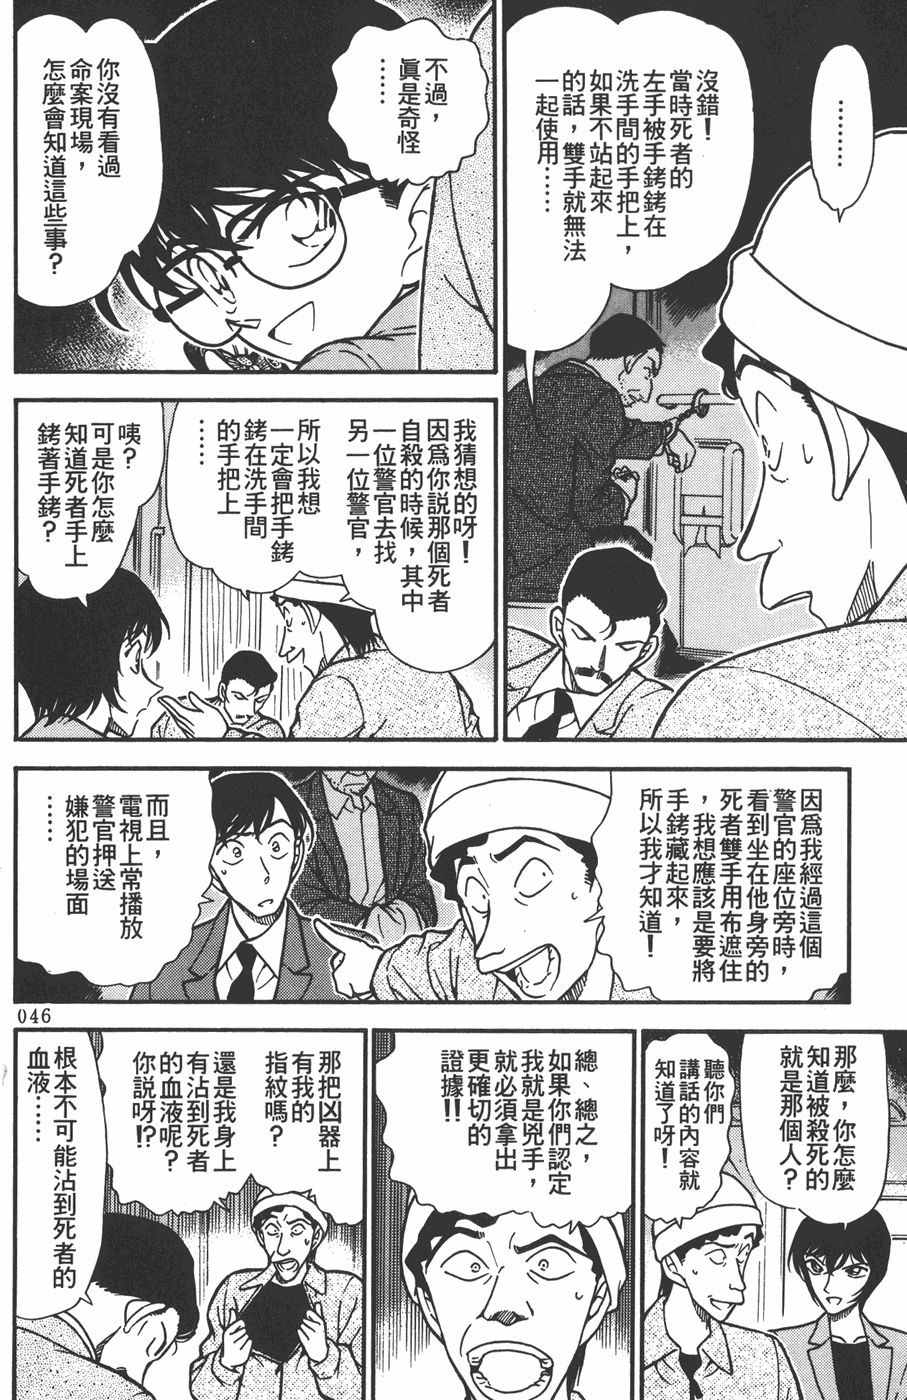 ………
沒錯！
當時死者的
左手被手銬銬在
洗手間的手把上，
如果不站起來
的話，雙手就無法
一起使用……
不過，
眞是奇怪
……
你沒有看過
命案現場，
怎麼會知道這些事？
我猜想的呀！
因為你說那個死者
自殺的時候，其中
一位警官去找
另一位警官，
所以我想
一定會把手銬
銬在洗手間
的手把上
……
咦？
可是你怎麼
知道死者手上
銬著手銬？
因為我經過這個
警官的座位旁時，
看到坐在他身旁的
死者雙手用布遮住
，我想應該是要將
手銬藏起來，
所以我才知道！
而且，
電視上常播放
警官押送
嫌犯的場面
……
046
那麼，你怎麼
知道被殺死的
就是那個人？
聽你們
講話的內容就
知道了呀！
總、總之，
如果你們認定
我就是兇手，
就必須拿出
更確切的
證據！！
那把凶器上
有我的
指紋嗎？
還是我身上
有沾到死者
的血液呢？
你說呀！？
根本不可能沾到死者的
血液……